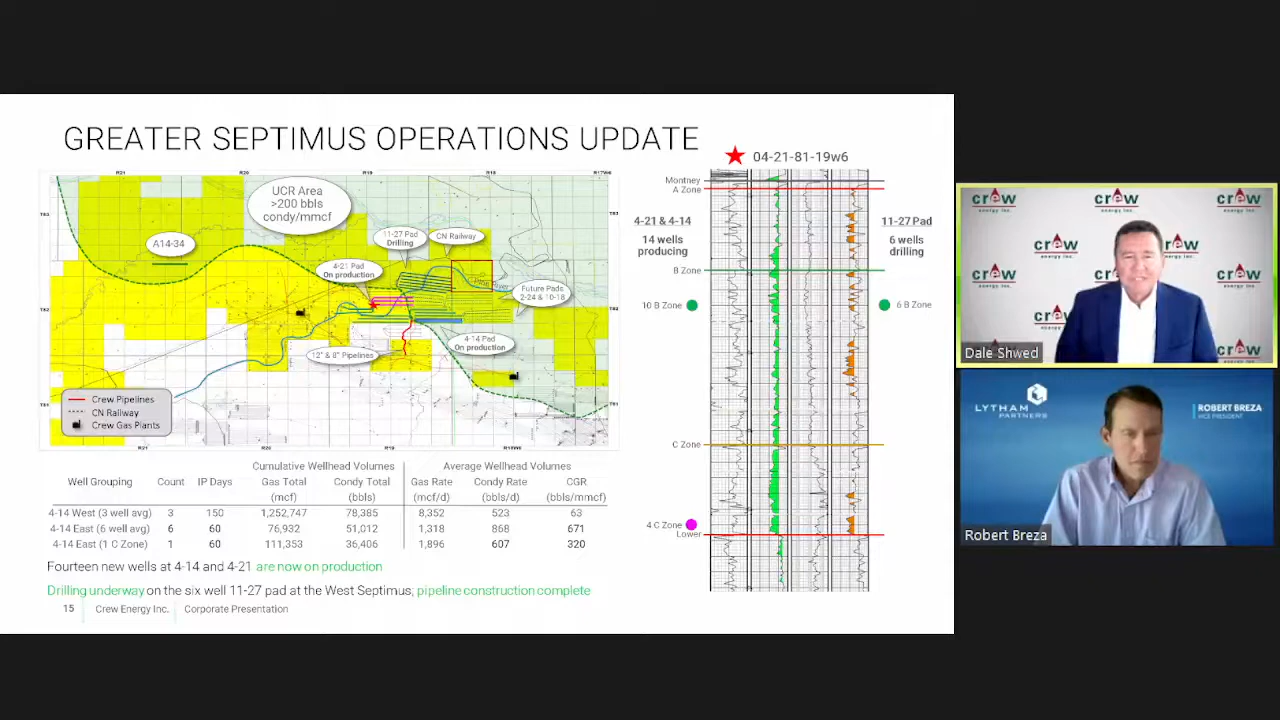 GREATER SEPTIMUS OPERATIONS UPDATE
R21
R20
R19
R18
R17W6
UCR Area
>200 bbls
condy/mmcf
A14-34
11-27 Pad
Drilling
CN Railway
4-21 Pad
On production
Future Pads
2-24 & 10-18
4-14 Pad
On production
12" & 8" Pipelines
Crew Pipelines
CN Railway
Crew Gas Plants
04-21-81-19w6
Montney
A Zone
4-21 & 4-14
14 wells
producing
11-27 Pad
6 wells
drilling
B Zone
10 B Zone
6 B Zone
C Zone
4 C Zone
Lower
Cumulative Wellhead Volumes Average Wellhead Volumes
Well Grouping Count IP Days Gas Total Condy Total Gas Rate Condy Rate CGR
(mcf) (bbls) (mcf/d) (bbls/d) (bbls/mmcf)
4-14 West (3 well avg) 3 150 1,252,747 78,385 8,352 523 63
4-14 East (6 well avg) 6 60 76,932 51,012 1,318 868 671
4-14 East (1 C Zone) 1 60 111,353 36,406 1,896 607 320
Fourteen new wells at 4-14 and 4-21 are now on production
Drilling underway on the six well 11-27 pad at the West Septimus; pipeline construction complete
15 Crew Energy Inc. Corporate Presentation
crew
energy inc.
Dale Shwed
LYTHAM
PARTNERS
ROBERT BREZA
VICE PRESIDENT
Robert Breza